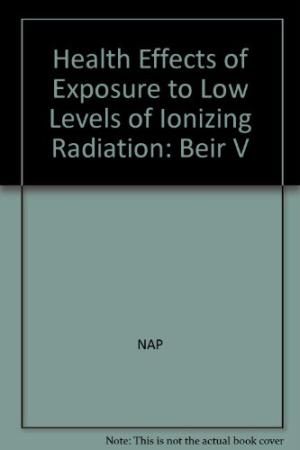 Health Effects of
Exposure to Low
Levels of Ionizing
Radiation: Beir V
NAP
Note: This is not the actual book cover